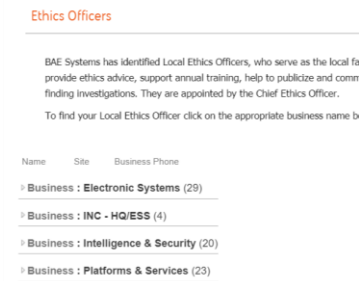 Ethics Officers
BAE Systems has identified Local Ethics Officers, who serve as the local
provide ethics advice, support annual training, help to publicize and
finding investigations. They are appointed by the Chief Ethics Officer.
To find your Local Ethics Officer click on the appropriate business name
Name Site Business Phone
Business : Electronic Systems (29)
Business : INC - HQ/ESS (4)
Business : Intelligence & Security (20)
Business : Platforms & Services (23)